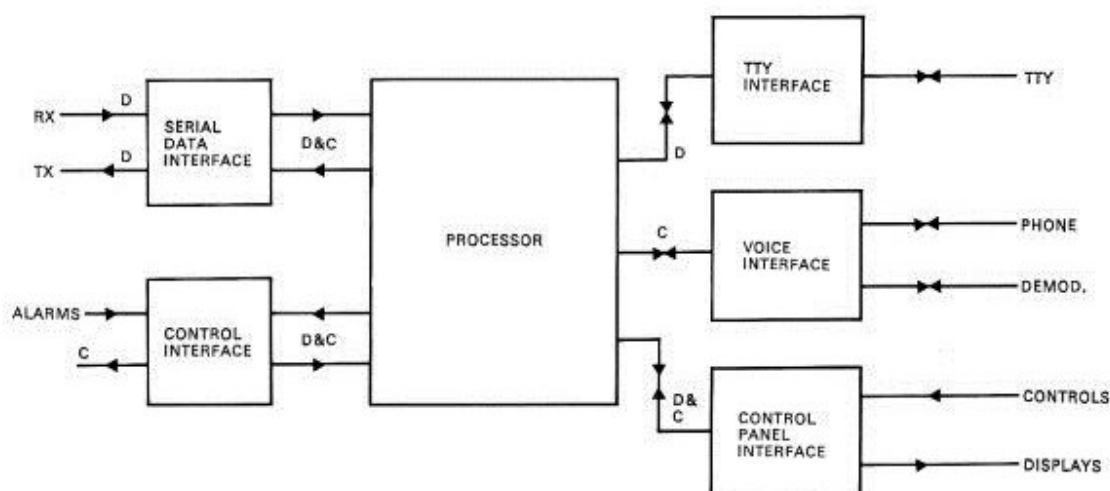 RX
D
TX
D
SERIAL
DATA
INTERFACE
D&C
ALARMS
C
CONTROL
INTERFACE
D&C
PROCESSOR
D
TTY
INTERFACE
TTY
C
VOICE
INTERFACE
PHONE
DEMOD.
D&
C
CONTROL
PANEL
INTERFACE
CONTROLS
DISPLAYS